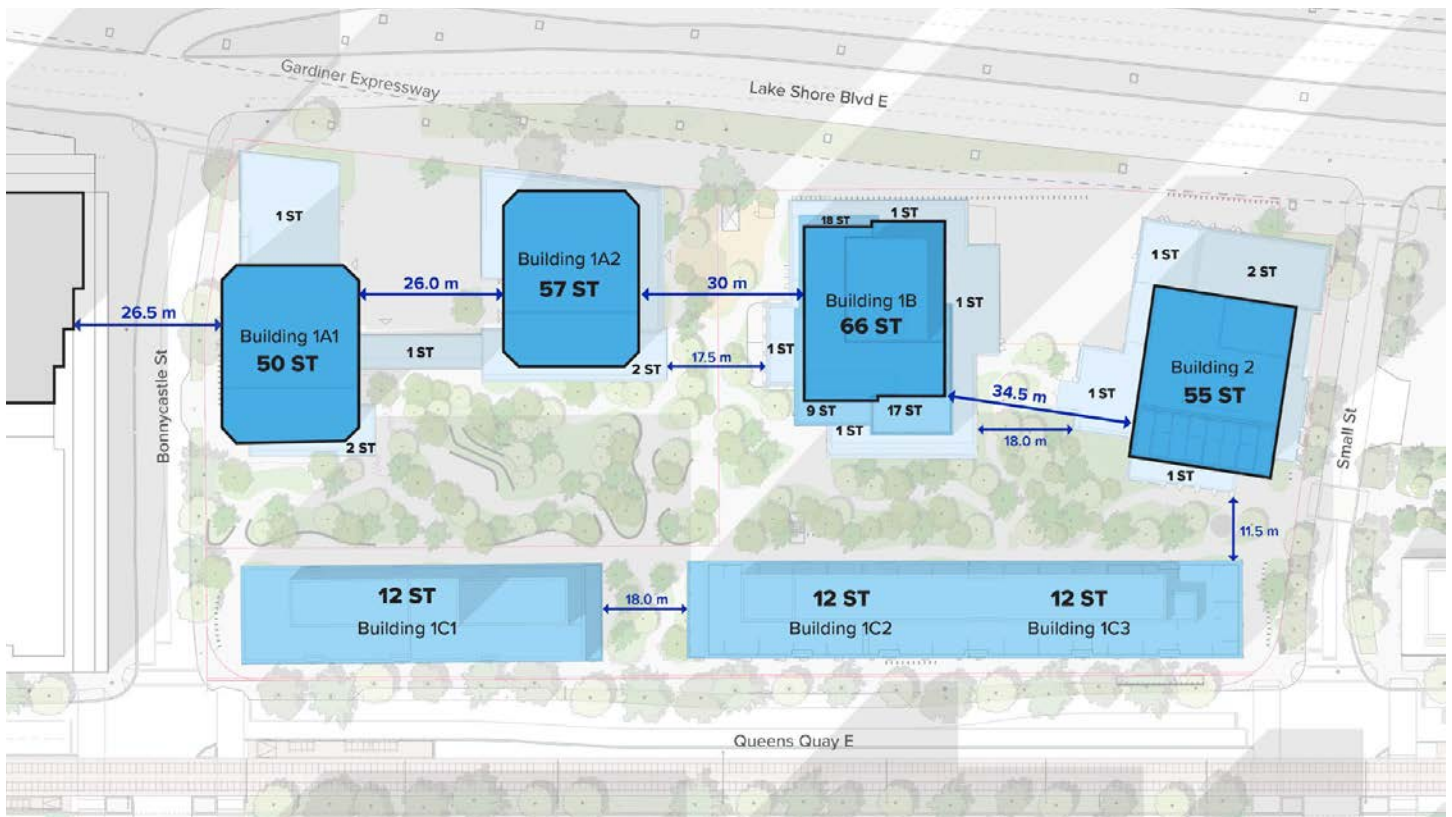 Gardiner Expressway
Lake Shore Blvd E
1 ST
18 ST
1 ST
1 ST
2 ST
Building 1A2
57 ST
26.0 m
30 m
Building 1B
66 ST
1 ST
26.5 m
Building 1A1
50 ST
1 ST
2 ST
17.5 m
1 ST
Building 2
55 ST
34.5 m
1 ST
9 ST
17 ST
1 ST
18.0 m
2 ST
1 ST
Bonnycastle St
Small St
11.5 m
12 ST
Building 1C1
18.0 m
12 ST
Building 1C2
12 ST
Building 1C3
Queens Quay E